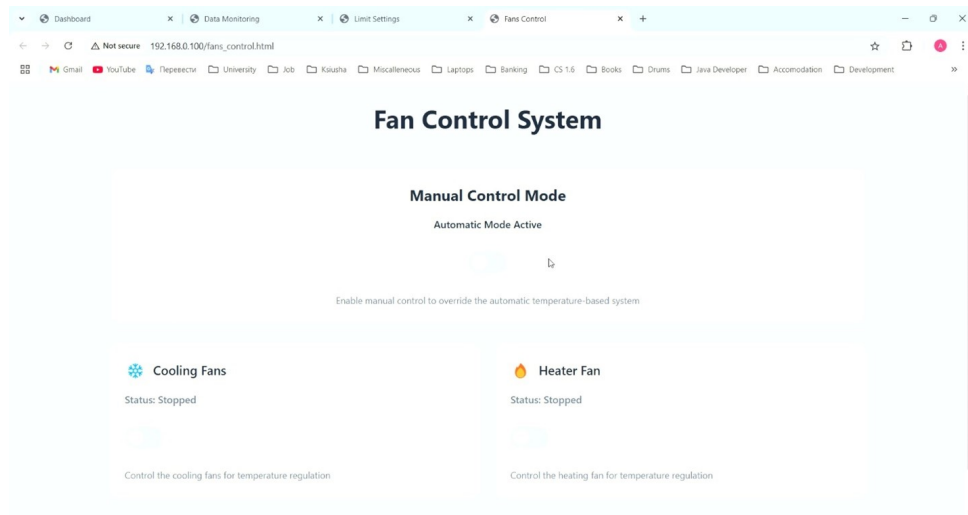 Dashboard
Data Monitoring
Limit Settings
Fans Control
Not secure 192.168.0.100/fans_control.html
A
Gmail YouTube Перевести University Job Ksiusha Miscalleneous Laptops Banking CS 1.6 Books Drums Java Developer Accomodation Development
Fan Control System
Manual Control Mode
Automatic Mode Active
Enable manual control to override the automatic temperature-based system
Cooling Fans
Status: Stopped
Control the cooling fans for temperature regulation
Heater Fan
Status: Stopped
Control the heating fan for temperature regulation